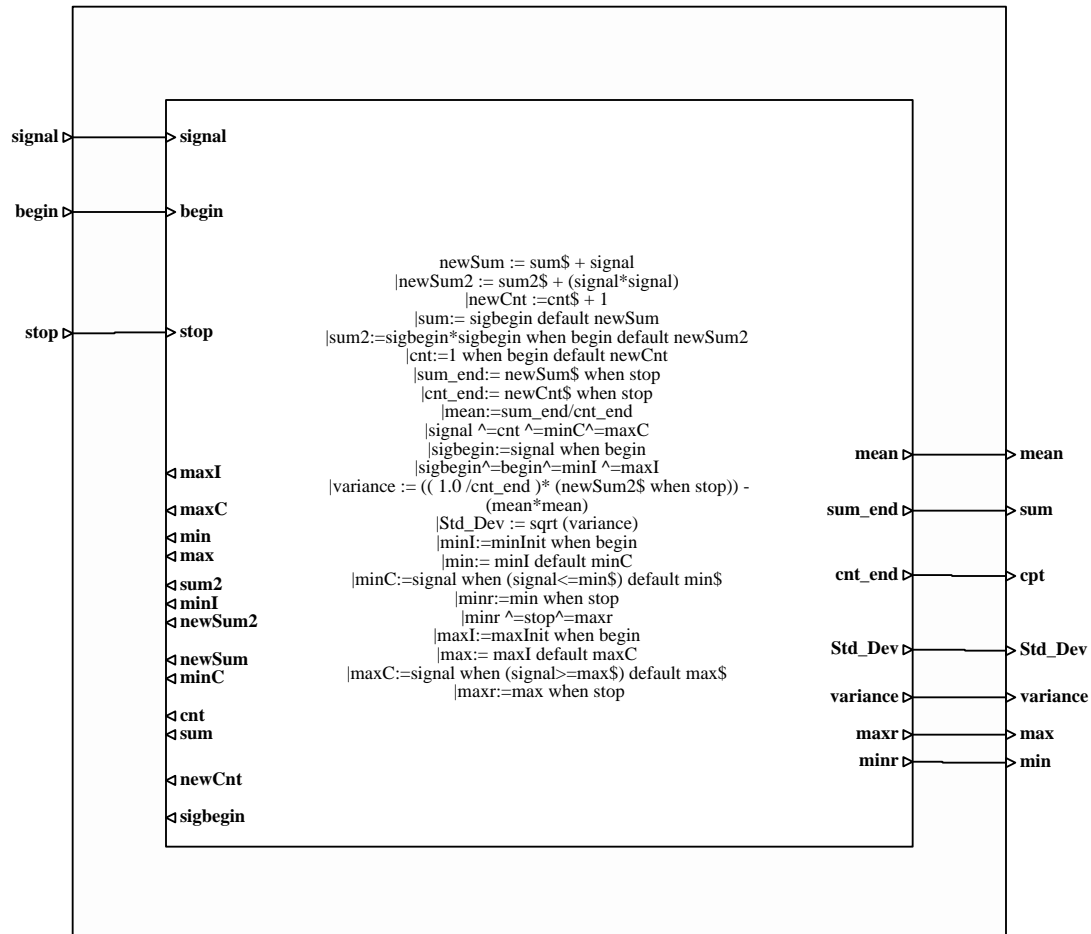 signal signal
begin begin
newSum := sum$ + signal
|newSum2 := sum2$ + (signal*signal)
|newCnt :=cnt$ + 1
|sum:= sigbegin default newSum
stop stop
|sum2:=sigbegin*sigbegin when begin default newSum2
|cnt:=1 when begin default newCnt
|sum_end:= newSum$ when stop
|cnt_end:= newCnt$ when stop
|mean:=sum_end/cnt_end
|signal ^=cnt ^=minC^=maxC
|sigbegin:=signal when begin
|sigbegin^=begin^=minI ^=maxI
|variance := (( 1.0 /cnt_end )* (newSum2$ when stop)) -
(mean*mean)
|Std_Dev := sqrt (variance)
|minI:=minInit when begin
|min:= minI default minC
|minC:=signal when (signal<=min$) default min$
|minr:=min when stop
|minr ^=stop^=maxr
|maxI:=maxInit when begin
|max:= maxI default maxC
|maxC:=signal when (signal>=max$) default max$
|maxr:=max when stop
maxI
maxC
min
max
sum2
minI
newSum2
newSum
minC
cnt
sum
newCnt
sigbegin
mean mean
sum_end sum
cnt_end cpt
Std_Dev Std_Dev
variance variance
maxr max
minr min